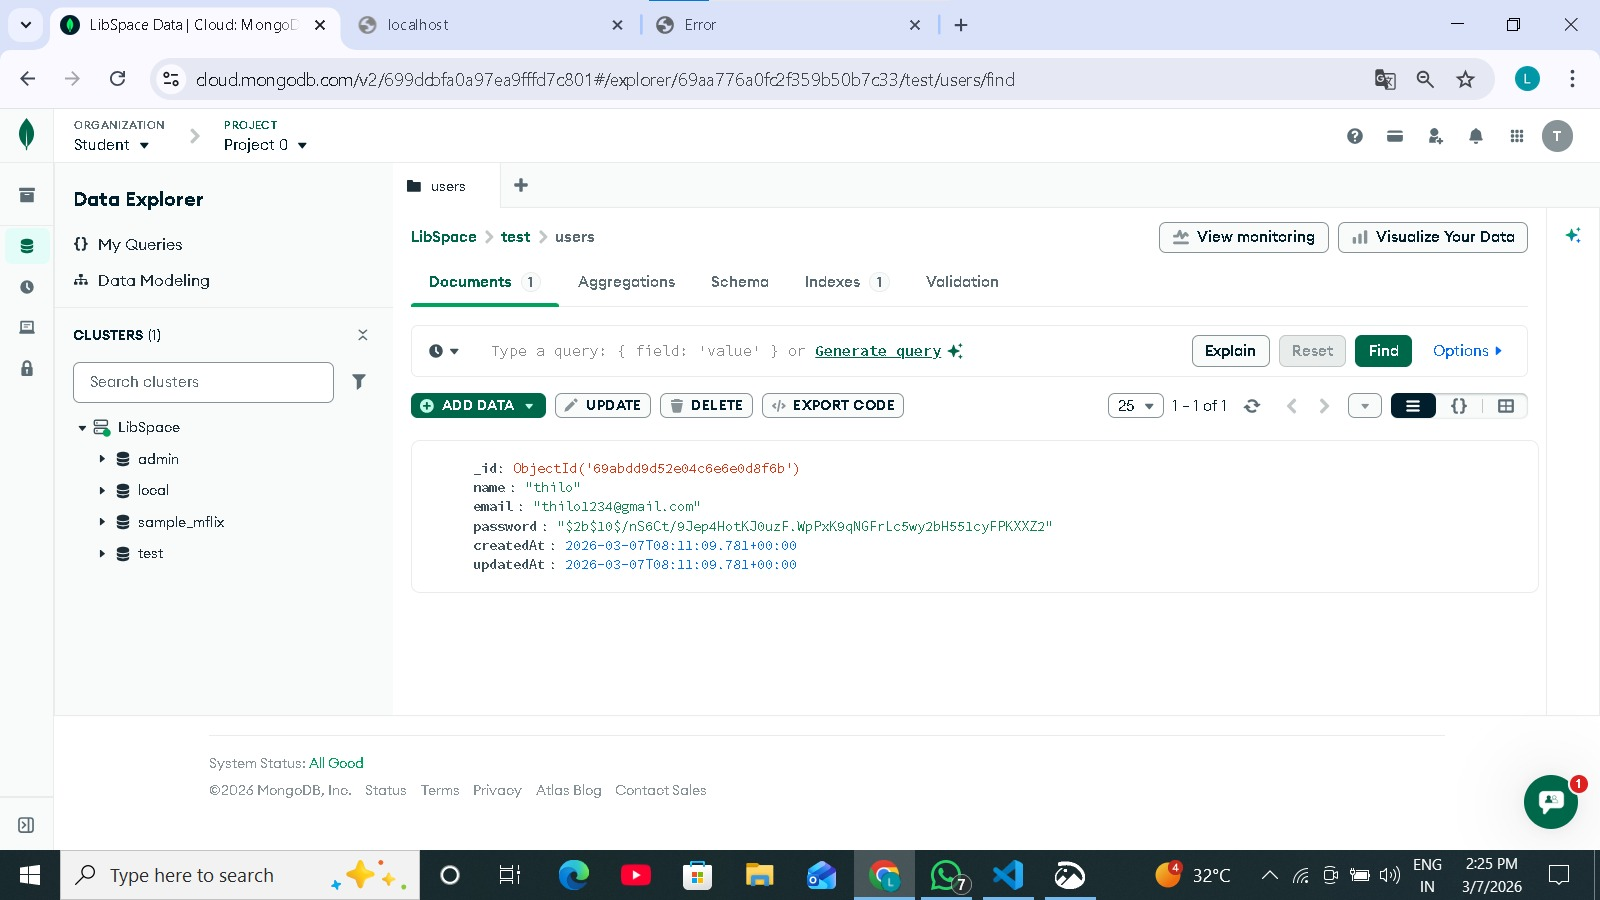 LibSpace Data | Cloud: MongoD
localhost
Error
cloud.mongodb.com/v2/699dcbfa0a97ea9fffd7c801#/explorer/69aa776a0fc2f359b50b7c33/test/users/find
L
ORGANIZATION
Student
PROJECT
Project 0
T
Data Explorer
My Queries
Data Modeling
CLUSTERS (1)
Search clusters
LibSpace
admin
local
sample_mflix
test
users
LibSpace > test > users
View monitoring
Visualize Your Data
Documents 1
Aggregations
Schema
Indexes 1
Validation
Type a query: { field: 'value' } or Generate query
Explain
Reset
Find
Options
ADD DATA
UPDATE
DELETE
EXPORT CODE
25
1 – 1 of 1
_id: ObjectId('69abdd9d52e04c6e6e0d8f6b')
name : "thilo"
email : "thilo1234@gmail.com"
password : "$2b$10$/nS6Ct/9Jep4HotKJ0uzF.WpPxK9qNGFrLc5wy2bH551cyFPKXXZ2"
createdAt : 2026-03-07T08:11:09.781+00:00
updatedAt : 2026-03-07T08:11:09.781+00:00
System Status: All Good
©2026 MongoDB, Inc. Status Terms Privacy Atlas Blog Contact Sales
1
Type here to search
7
4
32°C
ENG
IN
2:25 PM
3/7/2026